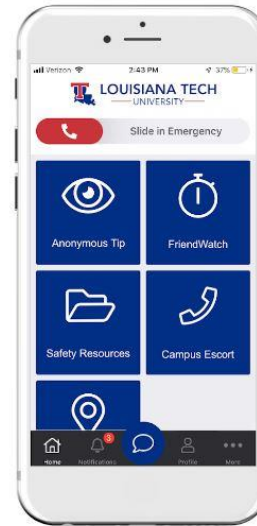 Verizon 2:43 PM 37%
LOUISIANA TECH
UNIVERSITY
Slide in Emergency
Anonymous Tip FriendWatch
Safety Resources Campus Escort
3
Home Notifications Profile More